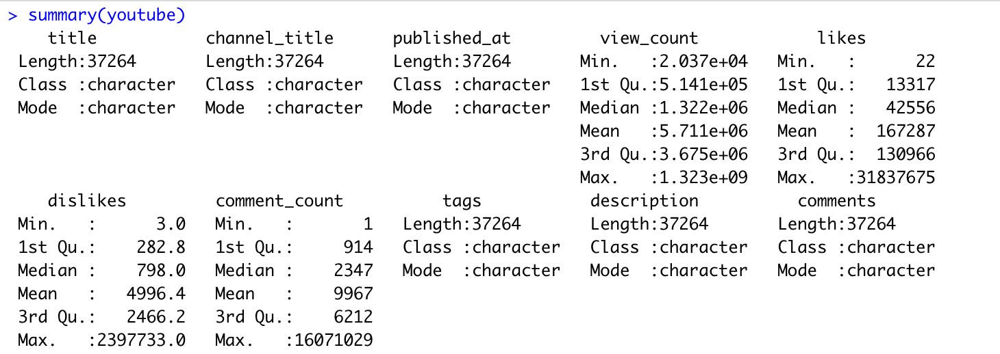 > summary(youtube)
    title          channel_title      published_at         view_count            likes
 Length:37264       Length:37264       Length:37264       Min.   :2.037e+04   Min.   :      22
 Class :character   Class :character   Class :character   1st Qu.:5.141e+05   1st Qu.:   13317
 Mode  :character   Mode  :character   Mode  :character   Median :1.322e+06   Median :   42556
                                                          Mean   :5.711e+06   Mean   :  167287
                                                          3rd Qu.:3.675e+06   3rd Qu.:  130966
                                                          Max.   :1.323e+09   Max.   :31837675
    dislikes         comment_count          tags           description          comments
 Min.   :      3.0   Min.   :       1   Length:37264       Length:37264       Length:37264
 1st Qu.:    282.8   1st Qu.:     914   Class :character   Class :character   Class :character
 Median :    798.0   Median :    2347   Mode  :character   Mode  :character   Mode  :character
 Mean   :   4996.4   Mean   :    9967
 3rd Qu.:   2466.2   3rd Qu.:    6212
 Max.   :2397733.0   Max.   :16071029